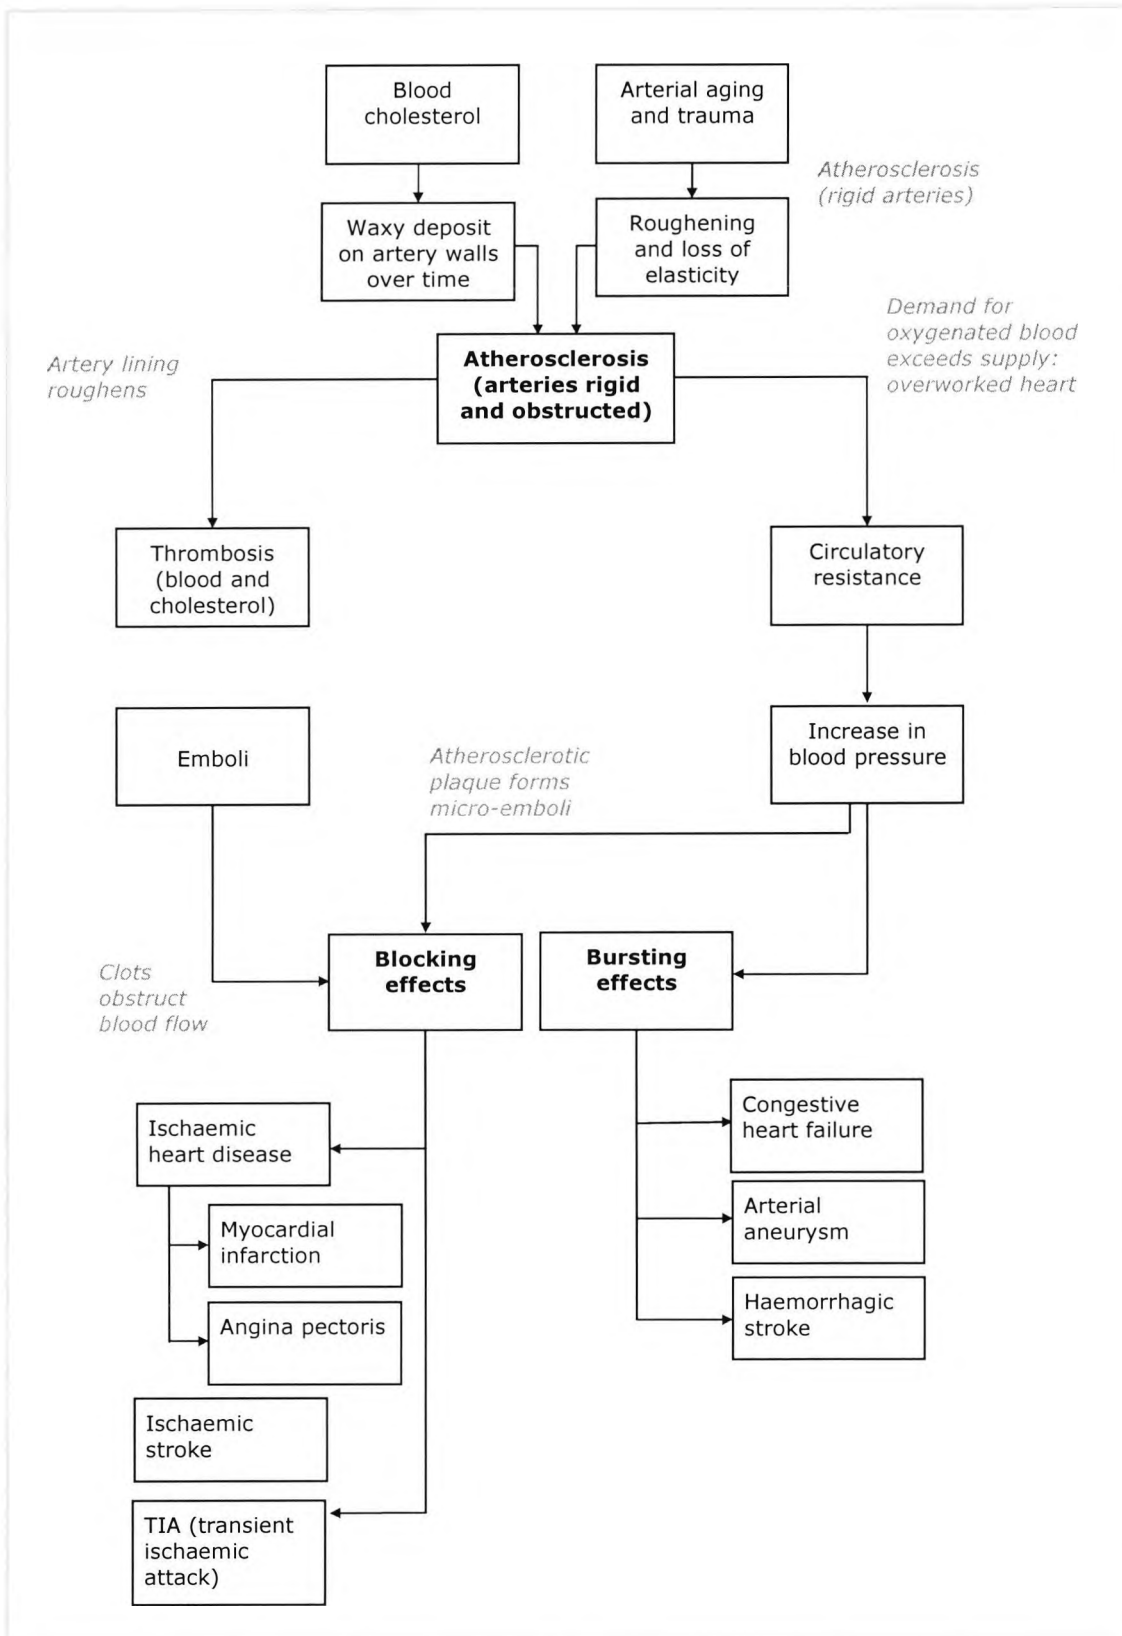 Blood
cholesterol
Arterial aging
and trauma
Atherosclerosis
(rigid arteries)
Waxy deposit
on artery walls
over time
Roughening
and loss of
elasticity
Demand for
oxygenated blood
exceeds supply:
overworked heart
Artery lining
roughens
Atherosclerosis
(arteries rigid
and obstructed)
Thrombosis
(blood and
cholesterol)
Circulatory
resistance
Emboli
Atherosclerotic
plaque forms
micro-emboli
Increase in
blood pressure
Clots
obstruct
blood flow
Blocking
effects
Bursting
effects
Ischaemic
heart disease
Myocardial
infarction
Angina pectoris
Ischaemic
stroke
TIA (transient
ischaemic
attack)
Congestive
heart failure
Arterial
aneurysm
Haemorrhagic
stroke